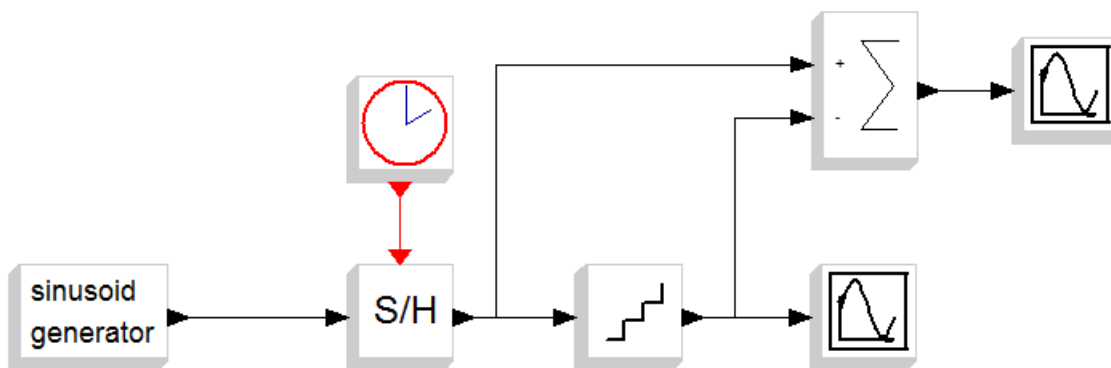 +
-
sinusoid
generator
S/H